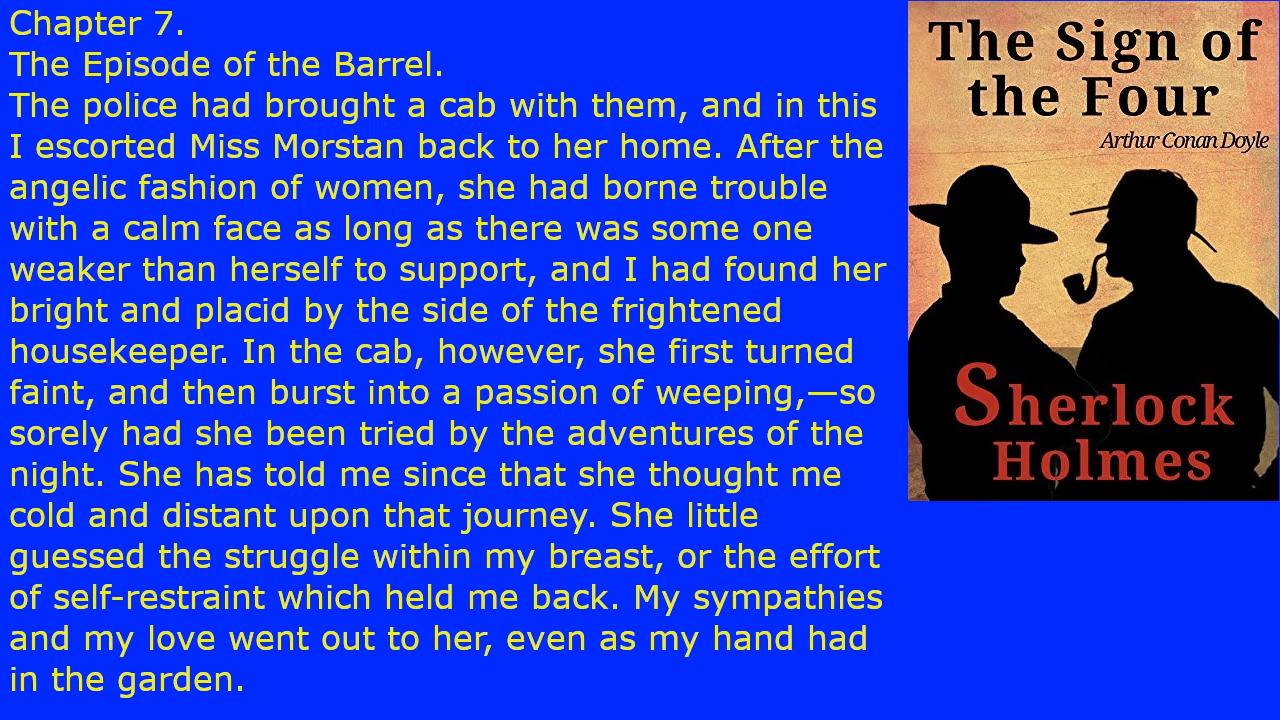 Chapter 7.
The Episode of the Barrel.
The police had brought a cab with them, and in this
I escorted Miss Morstan back to her home. After the
angelic fashion of women, she had borne trouble
with a calm face as long as there was some one
weaker than herself to support, and I had found her
bright and placid by the side of the frightened
housekeeper. In the cab, however, she first turned
faint, and then burst into a passion of weeping,—so
sorely had she been tried by the adventures of the
night. She has told me since that she thought me
cold and distant upon that journey. She little
guessed the struggle within my breast, or the effort
of self-restraint which held me back. My sympathies
and my love went out to her, even as my hand had
in the garden.
The Sign of
the Four
Arthur Conan Doyle
Sherlock
Holmes